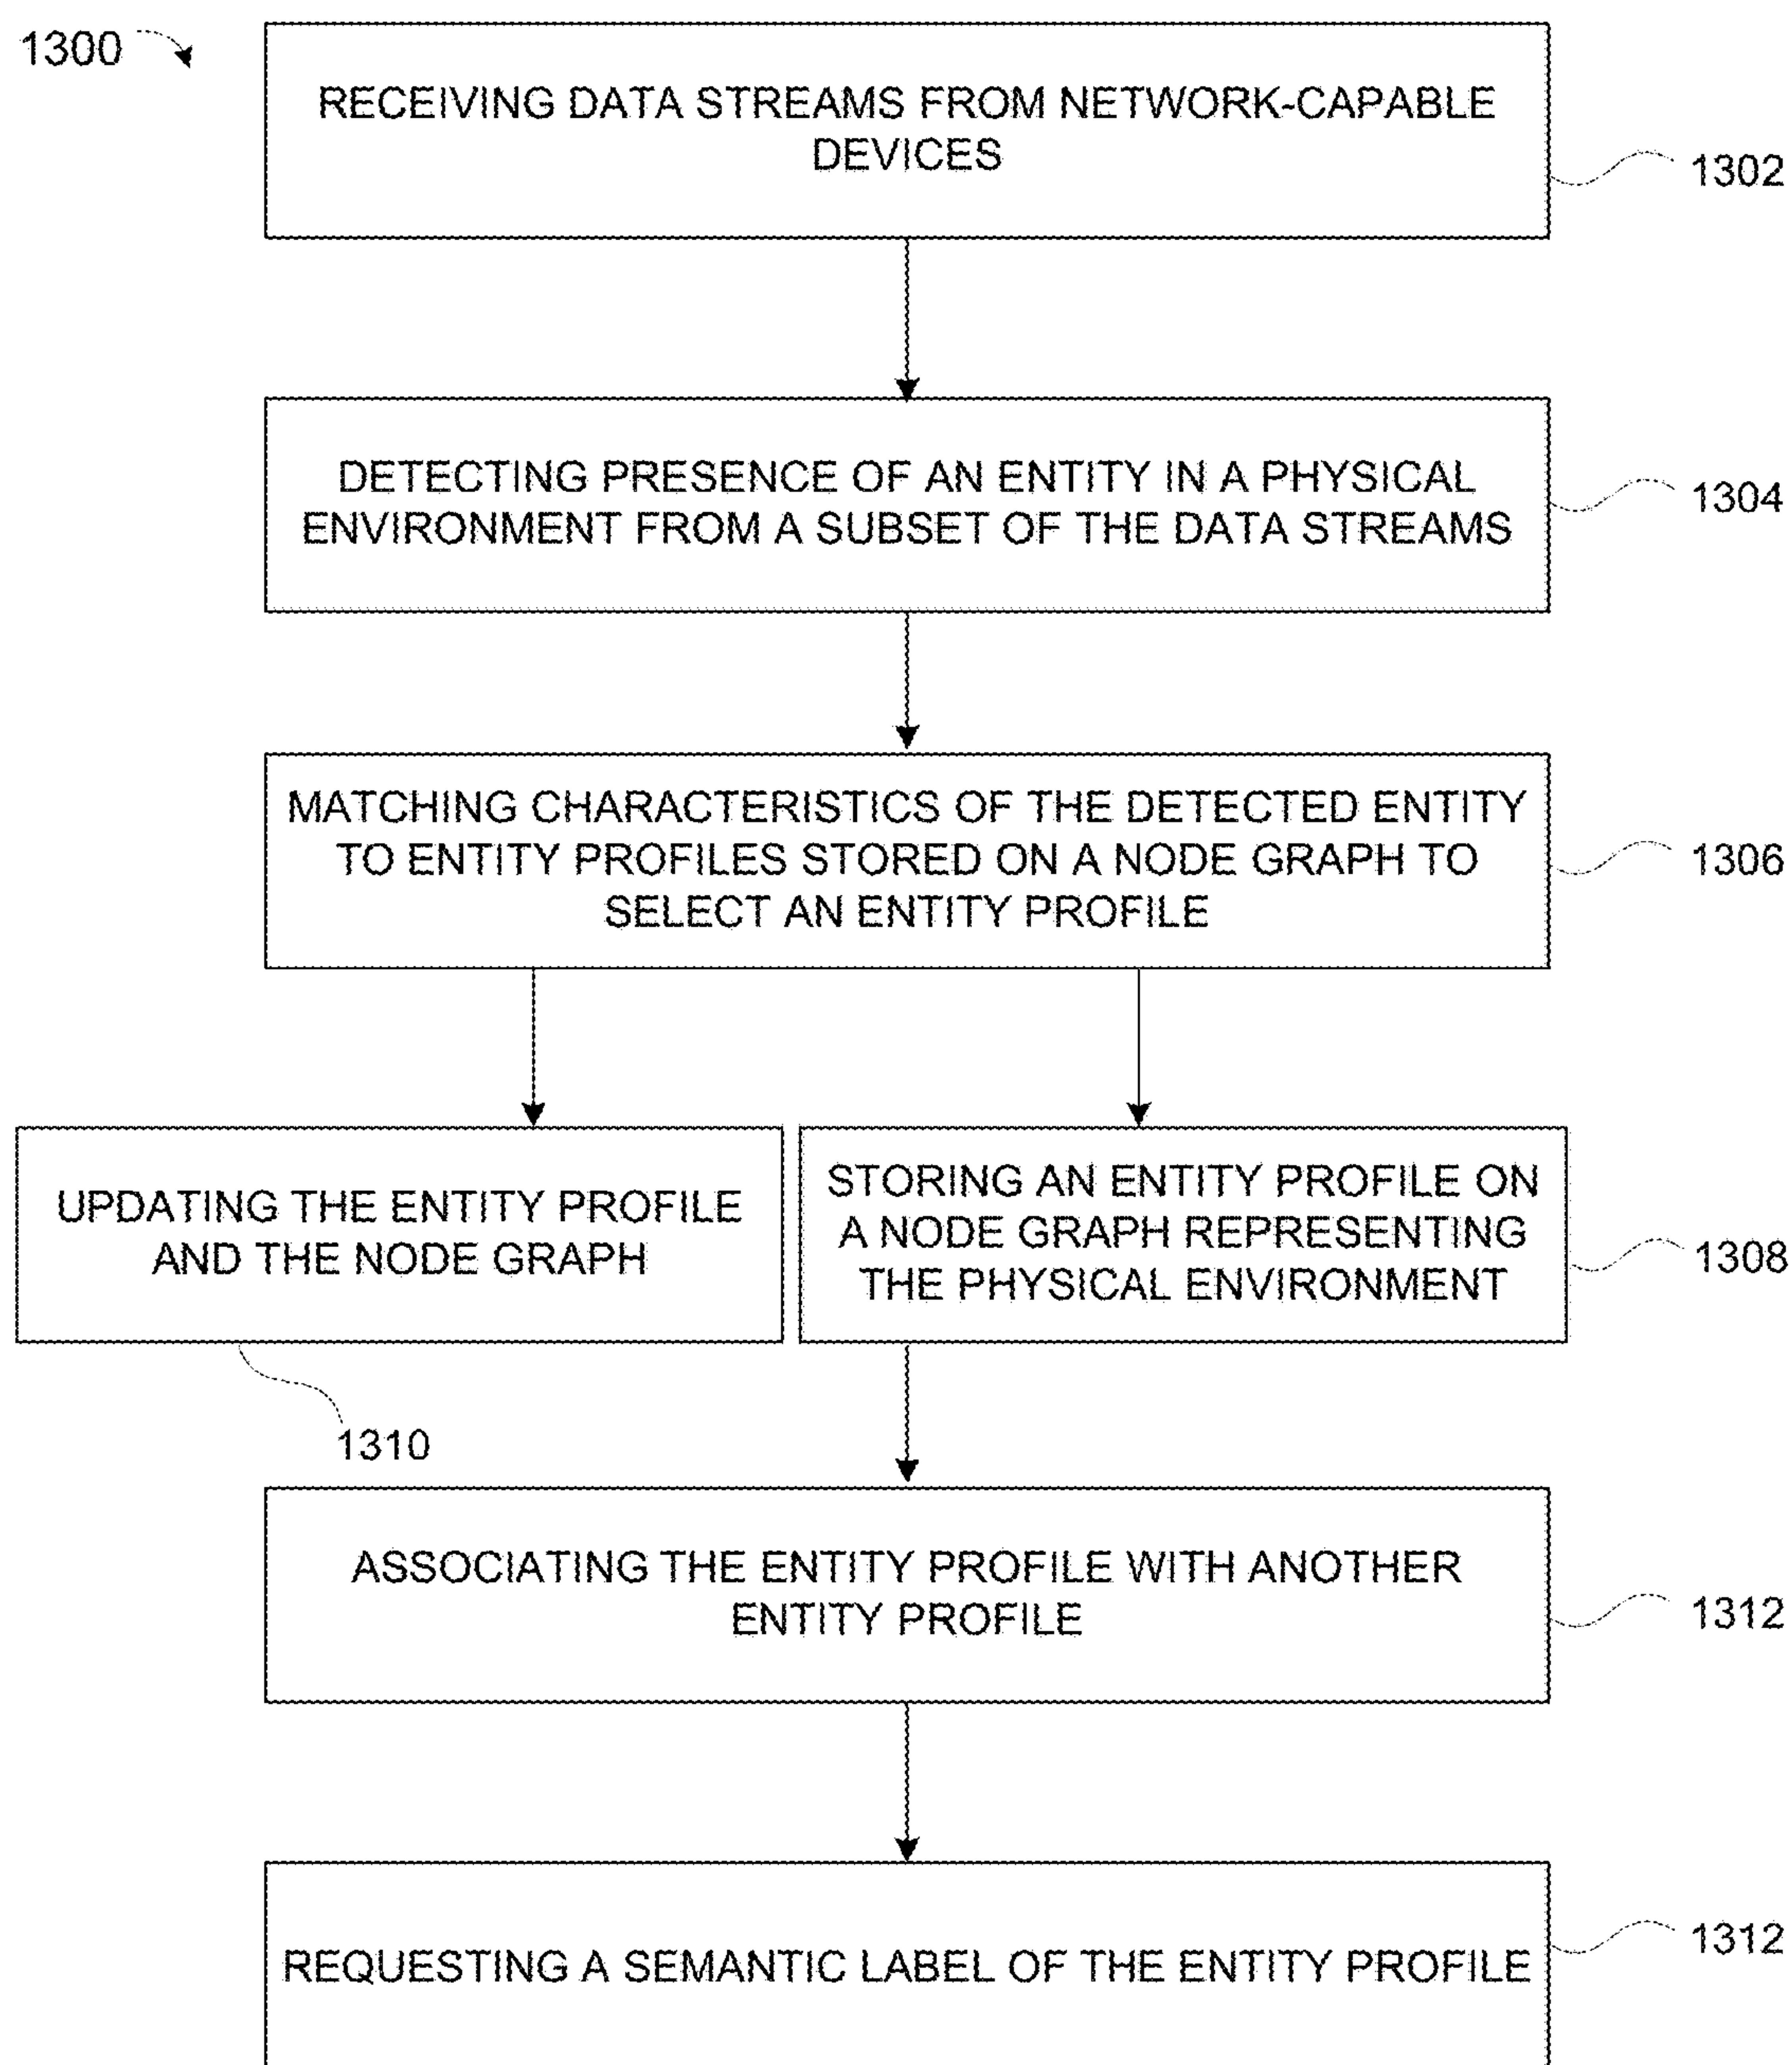 1300
RECEIVING DATA STREAMS FROM NETWORK-CAPABLE
DEVICES
1302
DETECTING PRESENCE OF AN ENTITY IN A PHYSICAL
ENVIRONMENT FROM A SUBSET OF THE DATA STREAMS
1304
MATCHING CHARACTERISTICS OF THE DETECTED ENTITY
TO ENTITY PROFILES STORED ON A NODE GRAPH TO
SELECT AN ENTITY PROFILE
1306
UPDATING THE ENTITY PROFILE
AND THE NODE GRAPH
1310
STORING AN ENTITY PROFILE ON
A NODE GRAPH REPRESENTING
THE PHYSICAL ENVIRONMENT
1308
ASSOCIATING THE ENTITY PROFILE WITH ANOTHER
ENTITY PROFILE
1312
REQUESTING A SEMANTIC LABEL OF THE ENTITY PROFILE
1312